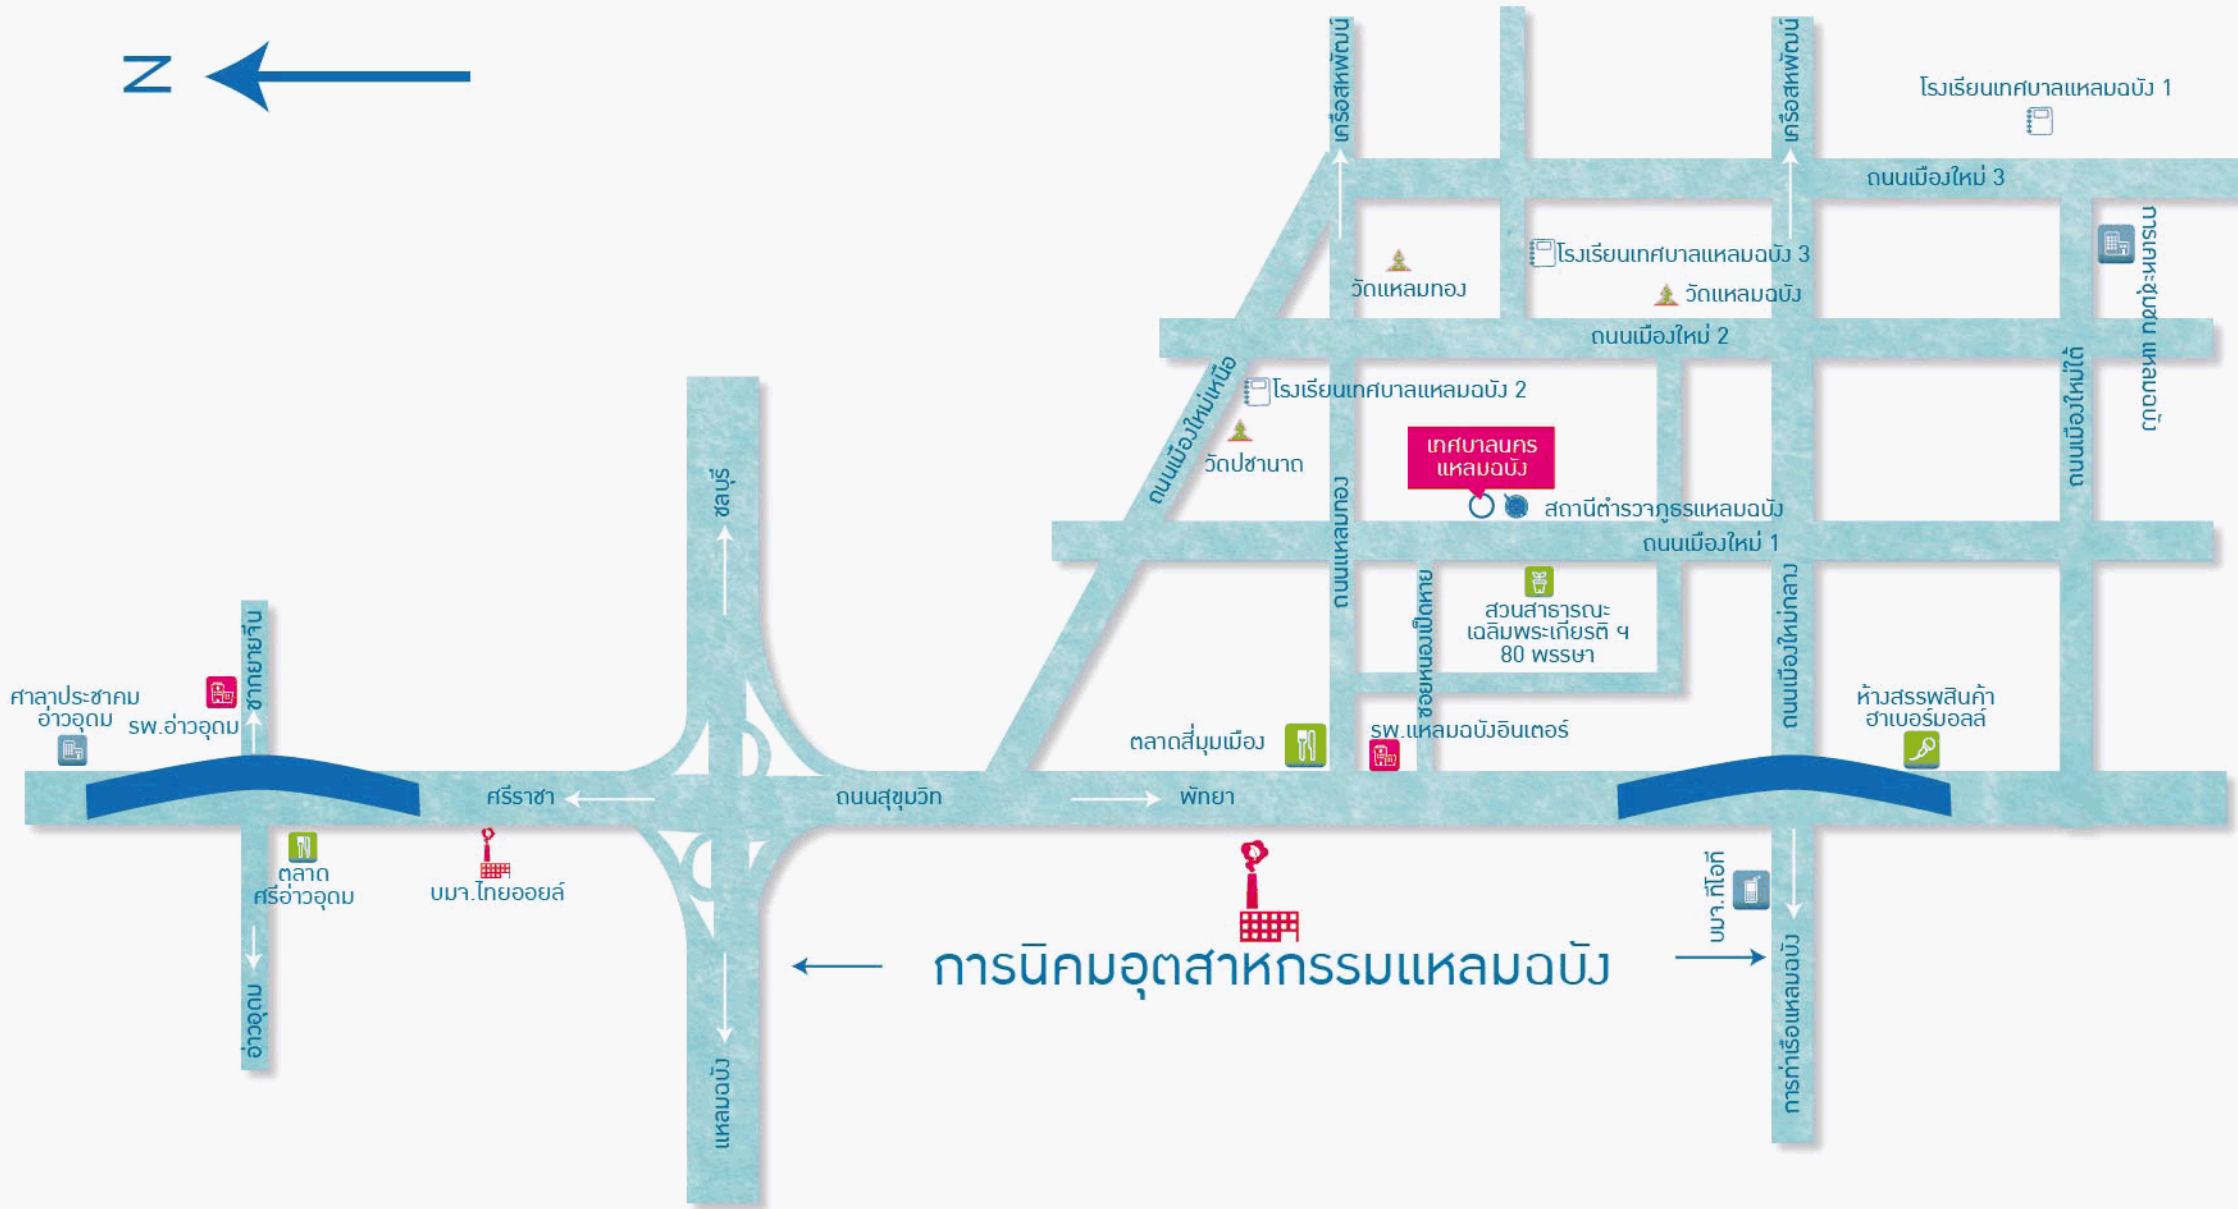 N
เครือสหพัฒน์
เครือสหพัฒน์
โรงเรียนเทศบาลแหลมฉบัง 1
ถนนเมืองใหม่ 3
การเคหะชุมชน แหลมฉบัง
โรงเรียนเทศบาลแหลมฉบัง 3
วัดแหลมทอง
วัดแหลมฉบัง
ถนนเมืองใหม่ 2
ถนนเมืองใหม่เหนือ
โรงเรียนเทศบาลแหลมฉบัง 2
วัดปชานาถ
เทศบาลนคร
แหลมฉบัง
ถนนเมืองใหม่ใต้
ชลบุรี
ถนนแหลมทอง
สถานีตำรวจภูธรแหลมฉบัง
ถนนเมืองใหม่ 1
ซอยหนองเป็ดหาย
สวนสาธารณะ
เฉลิมพระเกียรติ ฯ
80 พรรษา
ถนนเมืองใหม่กลาง
ซากยายจีน
ศาลาประชาคม
อ่าวอุดม
รพ.อ่าวอุดม
ตลาดสี่มุมเมือง
รพ.แหลมฉบังอินเตอร์
ห้างสรรพสินค้า
ฮาเบอร์มอลล์
ศรีราชา
ถนนสุขุมวิท
พัทยา
ตลาด
ศรีอ่าวอุดม
บมจ.ไทยออยล์
บมจ.ทีโอที
การนิคมอุตสาหกรรมแหลมฉบัง
อ่าวอุดม
แหลมฉบัง
การท่าเรือแหลมฉบัง